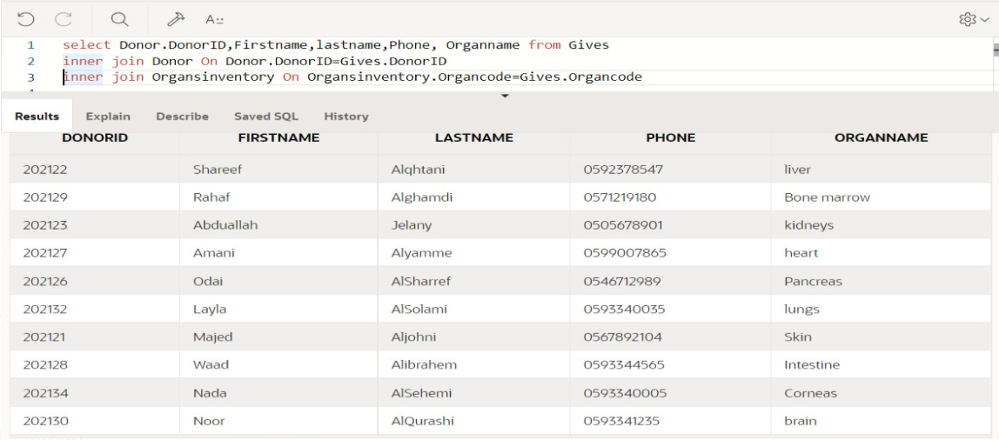 A::
1 select Donor.DonorID,Firstname,lastname,Phone, Organname from Gives
2 inner join Donor On Donor.DonorID=Gives.DonorID
3 inner join Organsinventory On Organsinventory.Organcode=Gives.Organcode
Results Explain Describe Saved SQL History
DONORID FIRSTNAME LASTNAME PHONE ORGANNAME
202122 Shareef Alqhtani 0592378547 liver
202129 Rahaf Alghamdi 0571219180 Bone marrow
202123 Abduallah Jelany 0505678901 kidneys
202127 Amani Alyamme 0599007865 heart
202126 Odai AlSharref 0546712989 Pancreas
202132 Layla AlSolami 0593340035 lungs
202121 Majed Aljohni 0567892104 Skin
202128 Waad Alibrahem 0593344565 Intestine
202134 Nada AlSehemi 0593340005 Corneas
202130 Noor AlQurashi 0593341235 brain